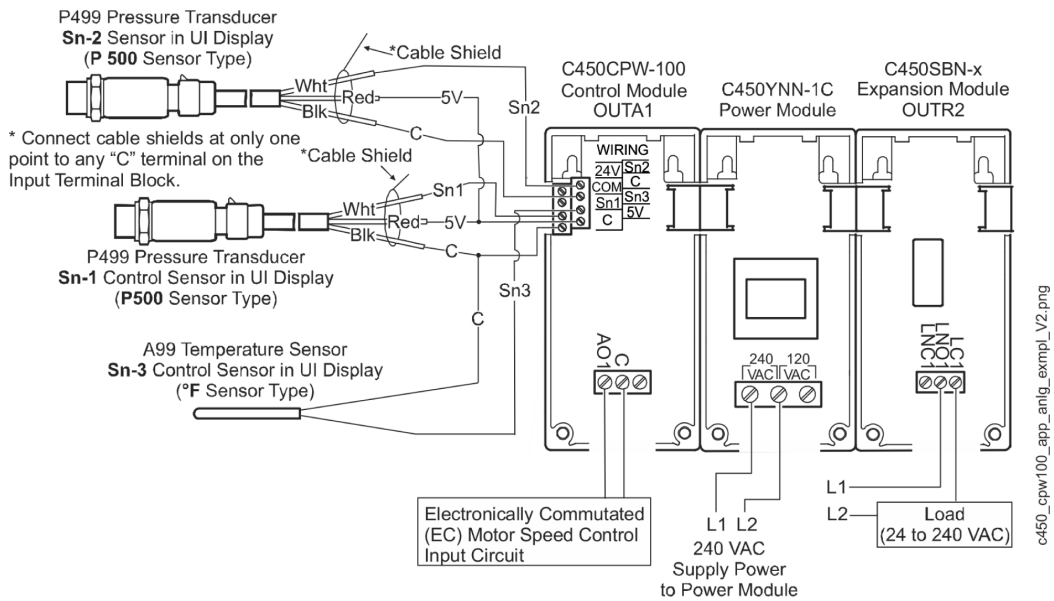 P499 Pressure Transducer
Sn-2 Sensor in UI Display
(P 500 Sensor Type)
*Cable Shield
Wht
Red
5V
Blk
C
Sn2
* Connect cable shields at only one
point to any “C” terminal on the
Input Terminal Block.
*Cable Shield
Wht
Sn1
Red
5V
Blk
C
P499 Pressure Transducer
Sn-1 Control Sensor in UI Display
(P500 Sensor Type)
Sn3
C
A99 Temperature Sensor
Sn-3 Control Sensor in UI Display
(°F Sensor Type)
C450CPW-100
Control Module
OUTA1
WIRING
24V Sn2
COM C
Sn1 Sn3
C 5V
AO1
C
Electronically Commutated
(EC) Motor Speed Control
Input Circuit
C450YNN-1C
Power Module
240 120
VAC VAC
L1 L2
240 VAC
Supply Power
to Power Module
C450SBN-x
Expansion Module
OUTR2
LNC1
LNO1
LC1
L1
L2
Load
(24 to 240 VAC)
c450_cpw100_app_anlg_exmpl_V2.png